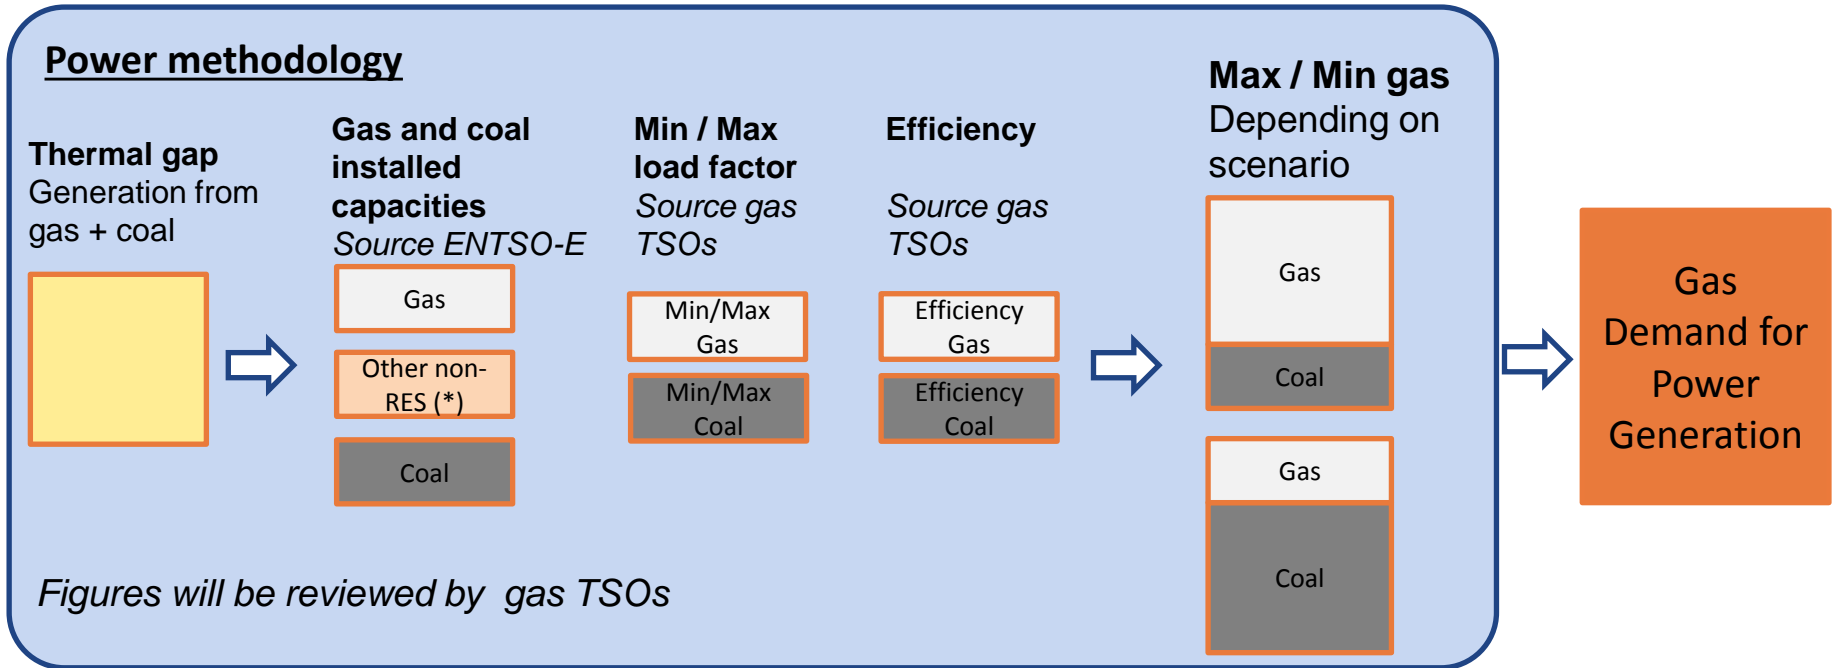 Power methodology
Thermal gap
Generation from
gas + coal
Gas and coal
installed
capacities
Source ENTSO-E
Gas
Other non-
RES (*)
Coal
Min / Max
load factor
Source gas
TSOs
Min/Max
Gas
Min/Max
Coal
Efficiency
Source gas
TSOs
Efficiency
Gas
Efficiency
Coal
Max / Min gas
Depending on
scenario
Gas
Coal
Gas
Coal
Gas
Demand for
Power
Generation
Figures will be reviewed by  gas TSOs